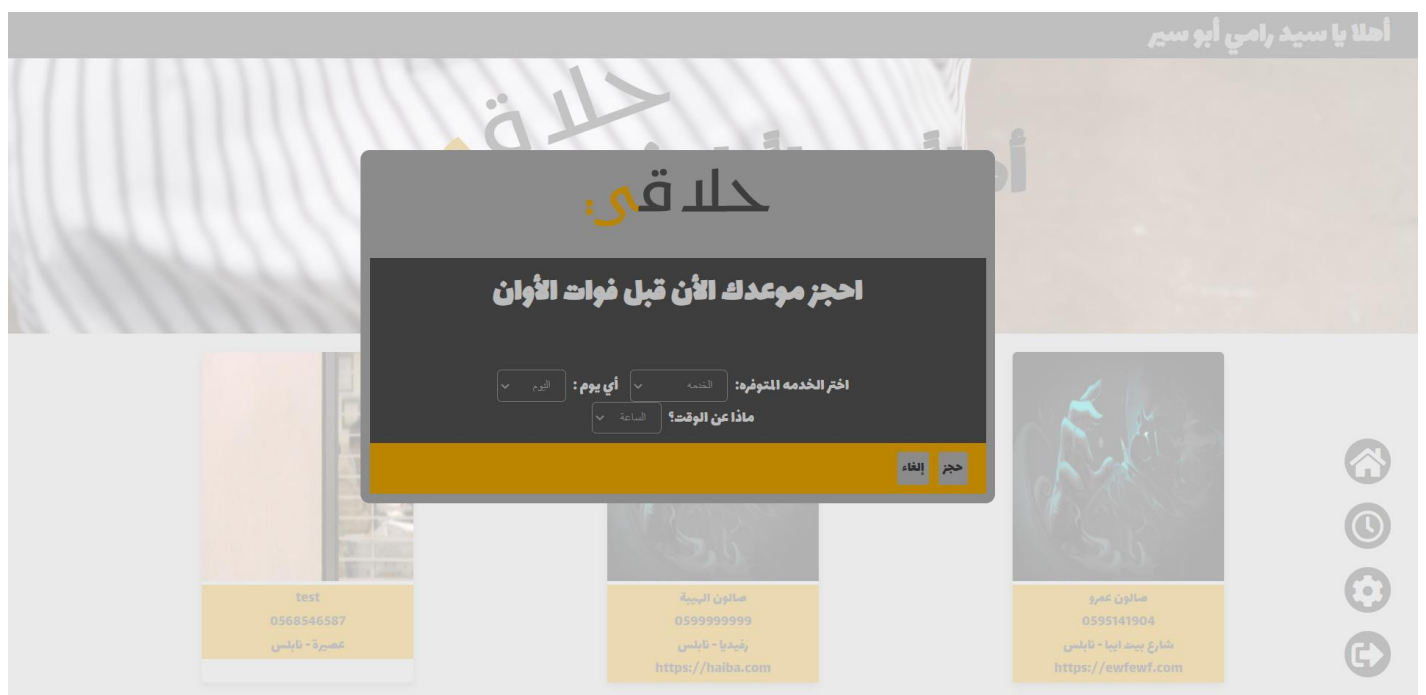 أهلا يا سيد رامي أبو سير
حلاق
حلاقي
احجز موعدك الأن قبل فوات الأوان
اختر الخدمه المتوفره: الخدمه أي يوم : اليوم
ماذا عن الوقت؟ الساعة
حجز إلغاء
صالون عمرو
0595141904
شارع بيت ايبا - نابلس
https://ewfewf.com
صالون الهيبة
0599999999
رفيديا - نابلس
https://haiba.com
test
0568546587
عصيرة - نابلس